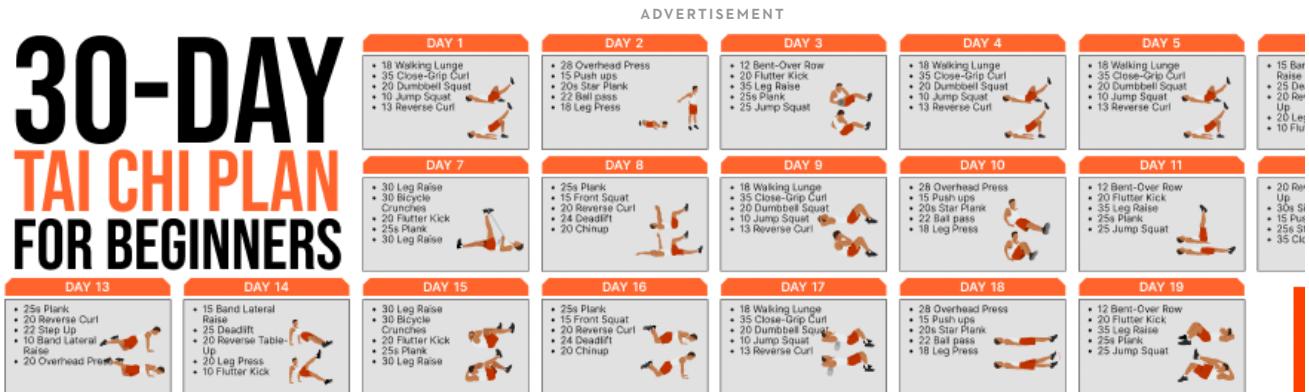 ADVERTISEMENT
30-DAY
TAI CHI PLAN
FOR BEGINNERS
DAY 1
• 18 Walking Lunge
• 35 Close-Grip Curl
• 20 Dumbbell Squat
• 10 Jump Squat
• 13 Reverse Curl
DAY 2
• 28 Overhead Press
• 15 Push ups
• 20s Star Plank
• 22 Ball pass
• 18 Leg Press
DAY 3
• 12 Bent-Over Row
• 20 Flutter Kick
• 35 Leg Raise
• 25s Plank
• 25 Jump Squat
DAY 4
• 18 Walking Lunge
• 35 Close-Grip Curl
• 20 Dumbbell Squat
• 10 Jump Squat
• 13 Reverse Curl
DAY 5
• 18 Walking Lunge
• 35 Close-Grip Curl
• 20 Dumbbell Squat
• 10 Jump Squat
• 13 Reverse Curl
• 15
Raise
• 25
• 20
Up
• 20
• 10
DAY 7
• 30 Leg Raise
• 30 Bicycle
Crunches
• 20 Flutter Kick
• 25s Plank
• 30 Leg Raise
DAY 8
• 25s Plank
• 15 Front Squat
• 20 Reverse Curl
• 24 Deadlift
• 20 Chinup
DAY 9
• 18 Walking Lunge
• 35 Close-Grip Curl
• 20 Dumbbell Squat
• 10 Jump Squat
• 13 Reverse Curl
DAY 10
• 28 Overhead Press
• 15 Push ups
• 20s Star Plank
• 22 Ball pass
• 18 Leg Press
DAY 11
• 12 Bent-Over Row
• 20 Flutter Kick
• 35 Leg Raise
• 25s Plank
• 25 Jump Squat
• 20
Up
• 30s
• 15
• 25s
• 35
DAY 13
• 25s Plank
• 20 Reverse Curl
• 22 Step Up
• 10 Band Lateral
Raise
• 20 Overhead Press
DAY 14
• 15 Band Lateral
Raise
• 25 Deadlift
• 20 Reverse Table-
Up
• 20 Leg Press
• 10 Flutter Kick
DAY 15
• 30 Leg Raise
• 30 Bicycle
Crunches
• 20 Flutter Kick
• 25s Plank
• 30 Leg Raise
DAY 16
• 25s Plank
• 15 Front Squat
• 20 Reverse Curl
• 24 Deadlift
• 20 Chinup
DAY 17
• 18 Walking Lunge
• 35 Close-Grip Curl
• 20 Dumbbell Squat
• 10 Jump Squat
• 13 Reverse Curl
DAY 18
• 28 Overhead Press
• 15 Push ups
• 20s Star Plank
• 22 Ball pass
• 18 Leg Press
DAY 19
• 12 Bent-Over Row
• 20 Flutter Kick
• 35 Leg Raise
• 25s Plank
• 25 Jump Squat